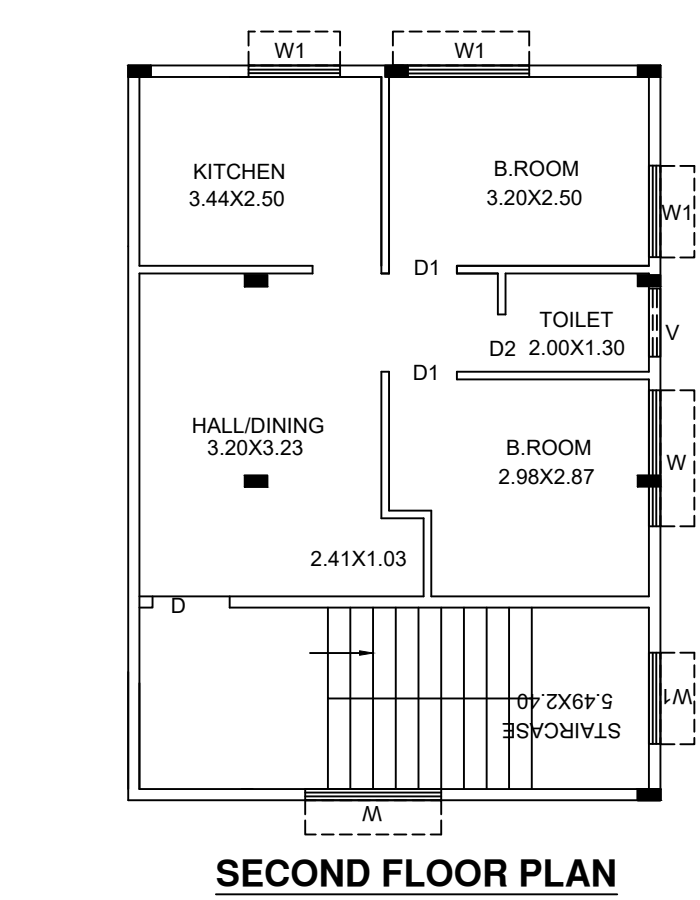 W1
W1
KITCHEN
3.44X2.50
B.ROOM
3.20X2.50
W1
D1
TOILET
D2 2.00X1.30
V
D1
HALL/DINING
3.20X3.23
B.ROOM
2.98X2.87
W
2.41X1.03
D
STAIRCASE
5.49X2.40
W1
W
SECOND FLOOR PLAN